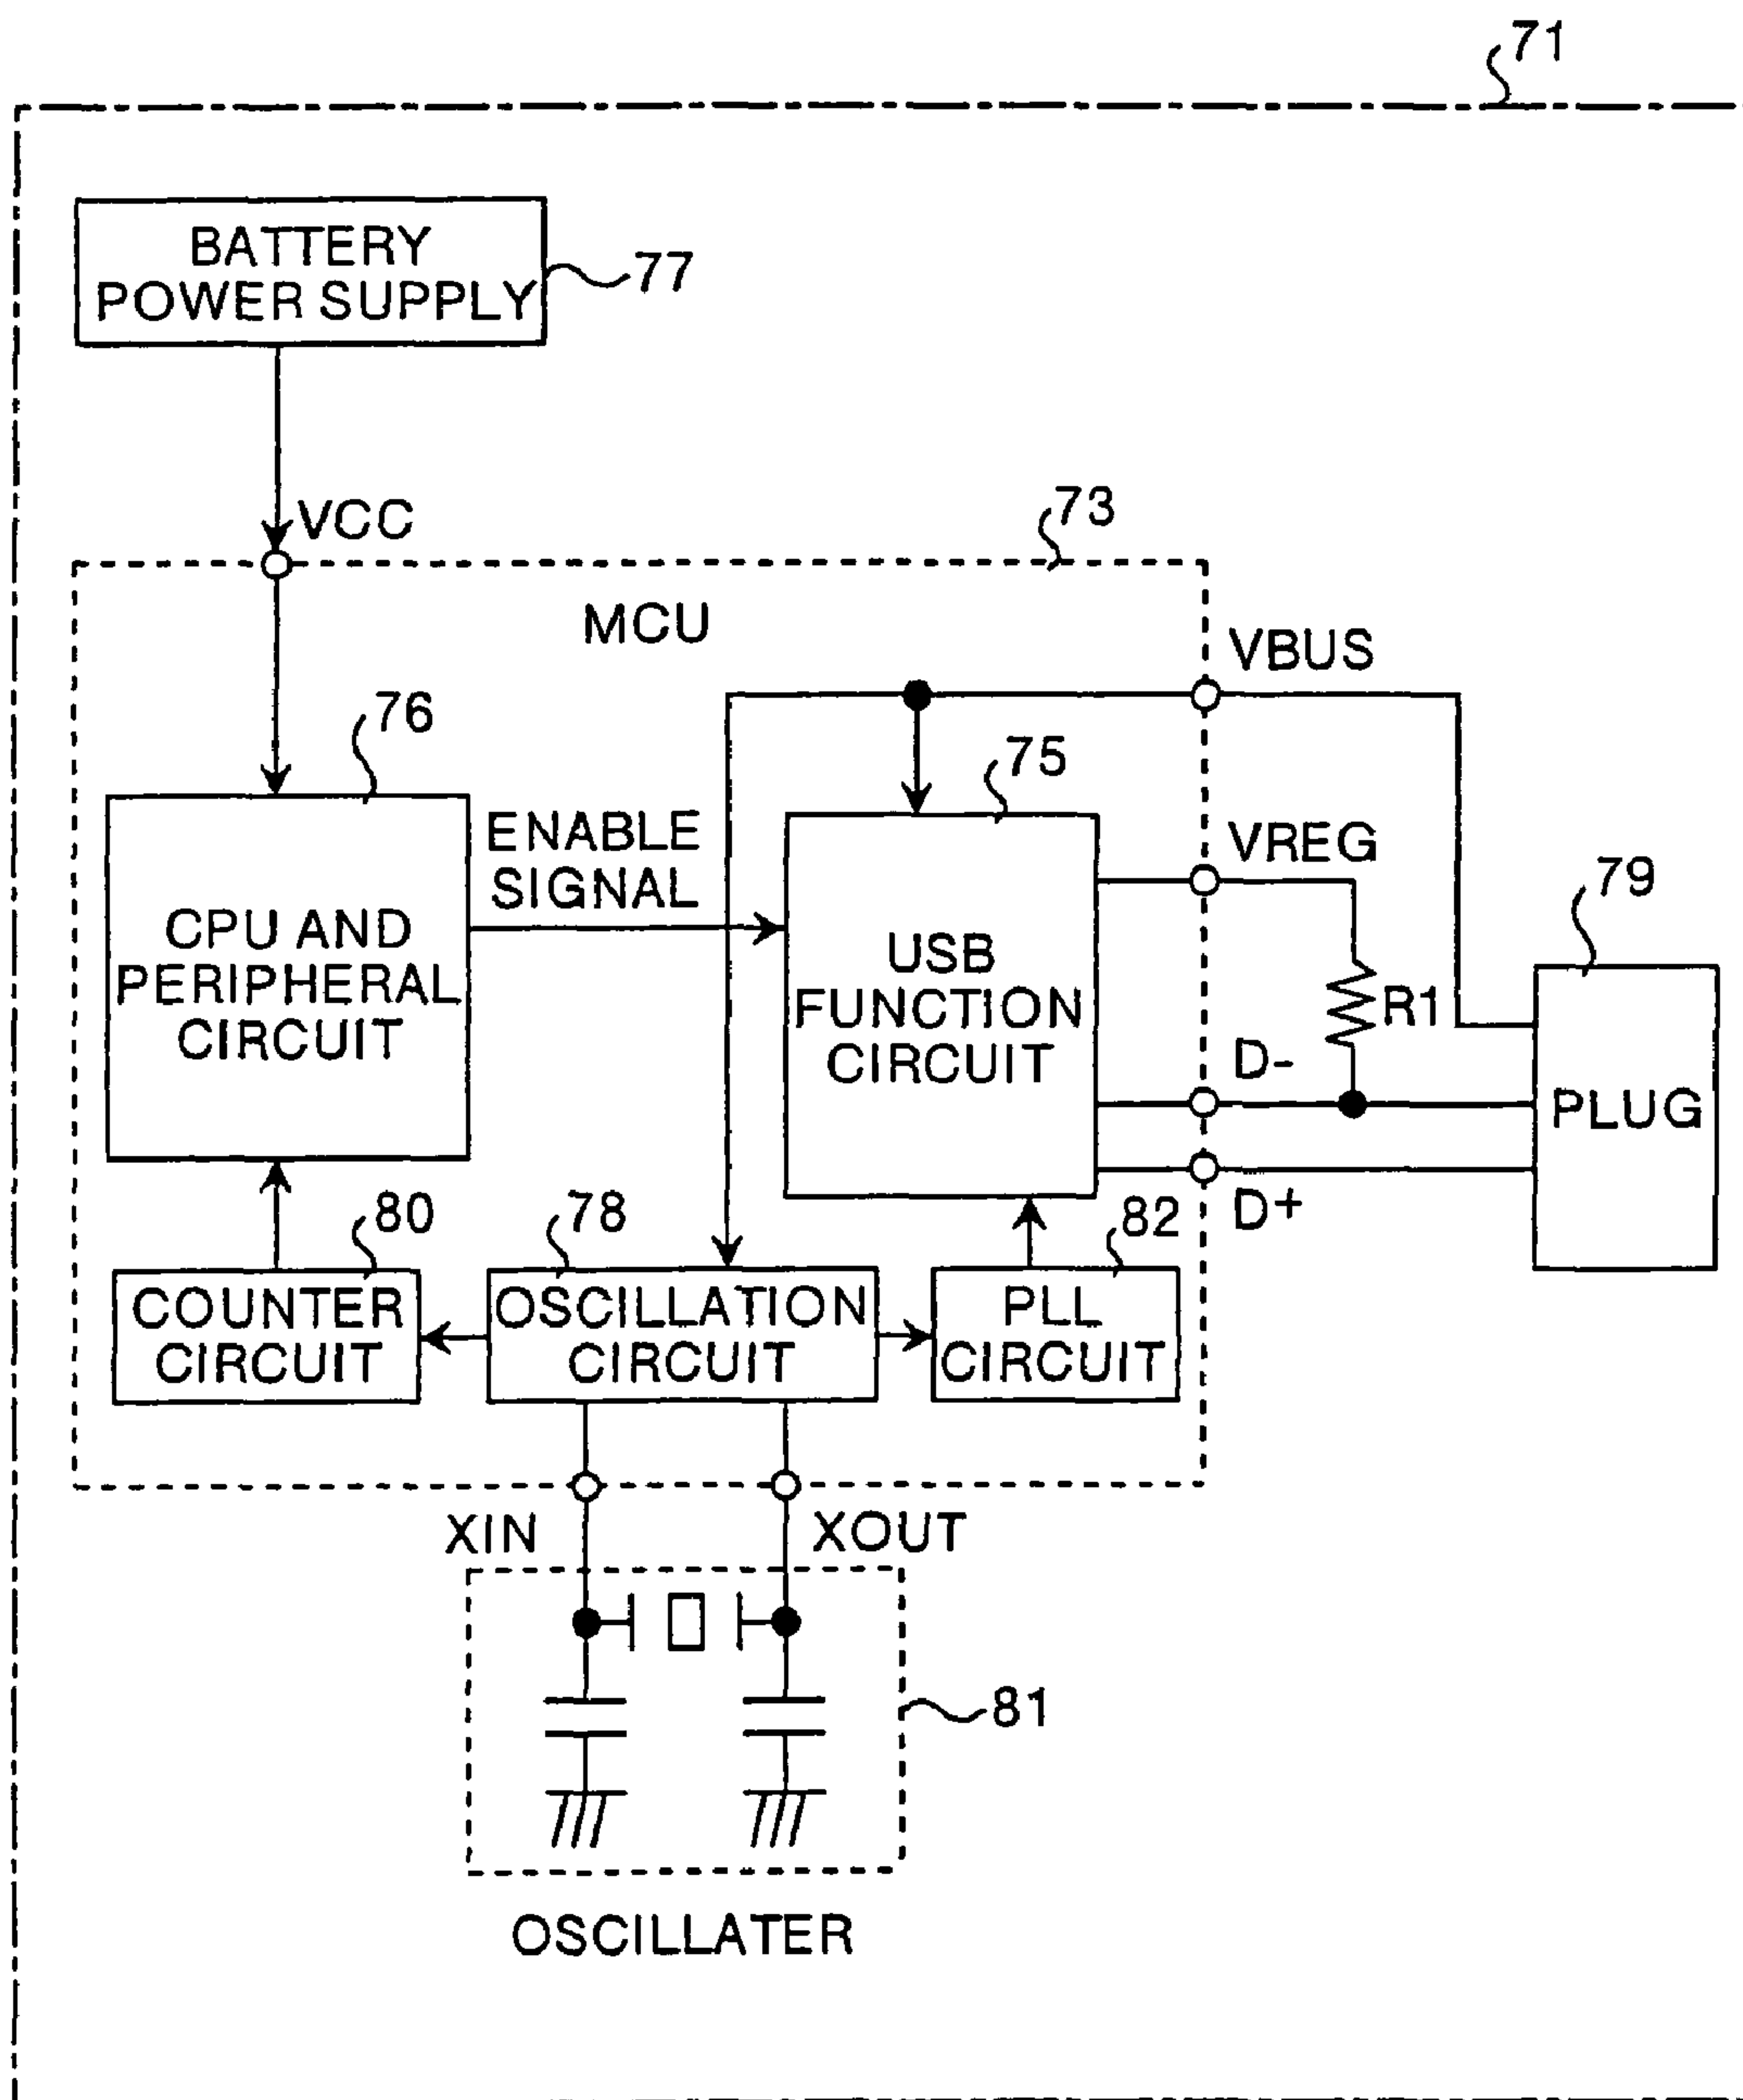 71
BATTERY
POWER SUPPLY
77
VCC
73
MCU
VBUS
76
75
ENABLE
SIGNAL
VREG
79
CPU AND
PERIPHERAL
CIRCUIT
USB
FUNCTION
CIRCUIT
R1
D-
PLUG
D+
80
78
82
COUNTER
CIRCUIT
OSCILLATION
CIRCUIT
PLL
CIRCUIT
XIN
XOUT
81
OSCILLATER